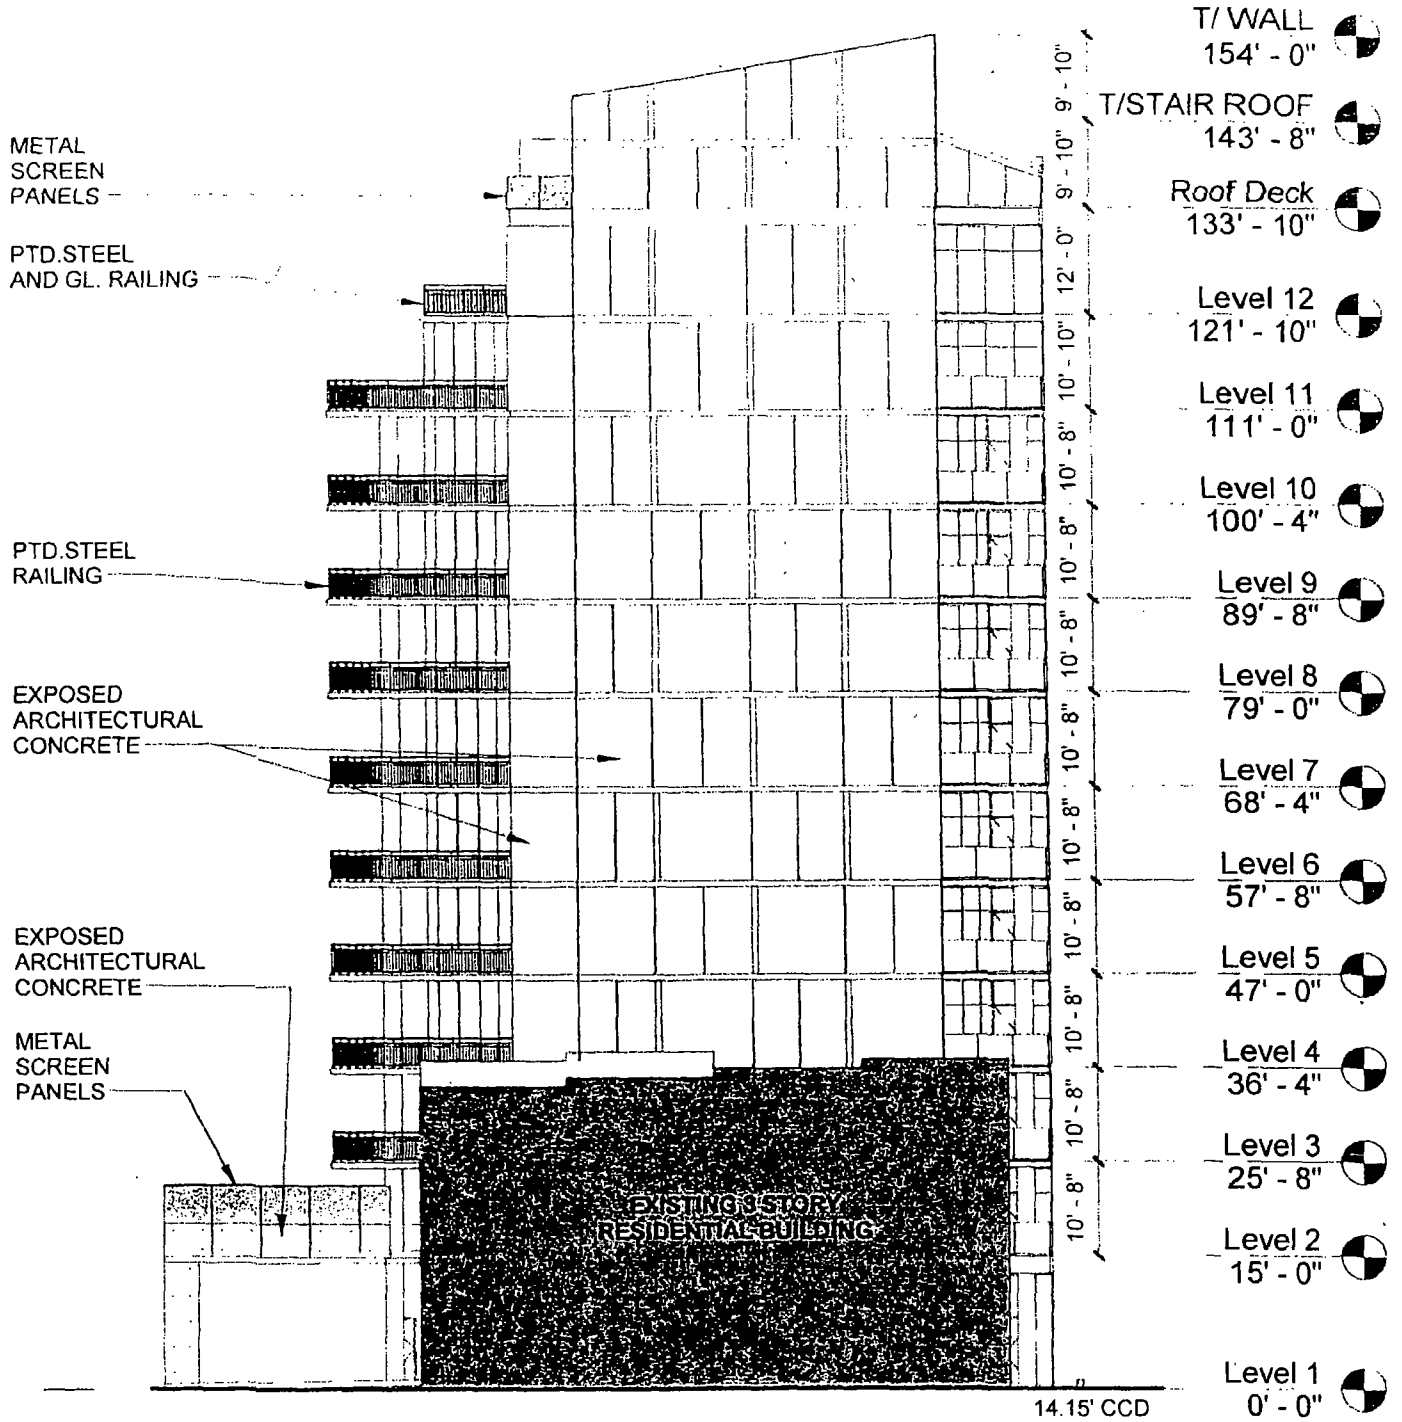 T/ WALL
154' - 0"
T/STAIR ROOF
143' - 8"
Roof Deck
133' - 10"
Level 12
121' - 10"
Level 11
111' - 0"
Level 10
100' - 4"
Level 9
89' - 8"
Level 8
79' - 0"
Level 7
68' - 4"
Level 6
57' - 8"
Level 5
47' - 0"
Level 4
36' - 4"
Level 3
25' - 8"
Level 2
15' - 0"
Level 1
0' - 0"
9' - 10"
9' - 10"
12' - 0"
10' - 10"
10' - 8"
10' - 8"
10' - 8"
10' - 8"
10' - 8"
10' - 8"
10' - 8"
10' - 8"
10' - 8"
METAL
SCREEN
PANELS
PTD.STEEL
AND GL. RAILING
PTD.STEEL
RAILING
EXPOSED
ARCHITECTURAL
CONCRETE
EXPOSED
ARCHITECTURAL
CONCRETE
METAL
SCREEN
PANELS
EXISTING 3 STORY
RESIDENTIAL BUILDING
14.15' CCD